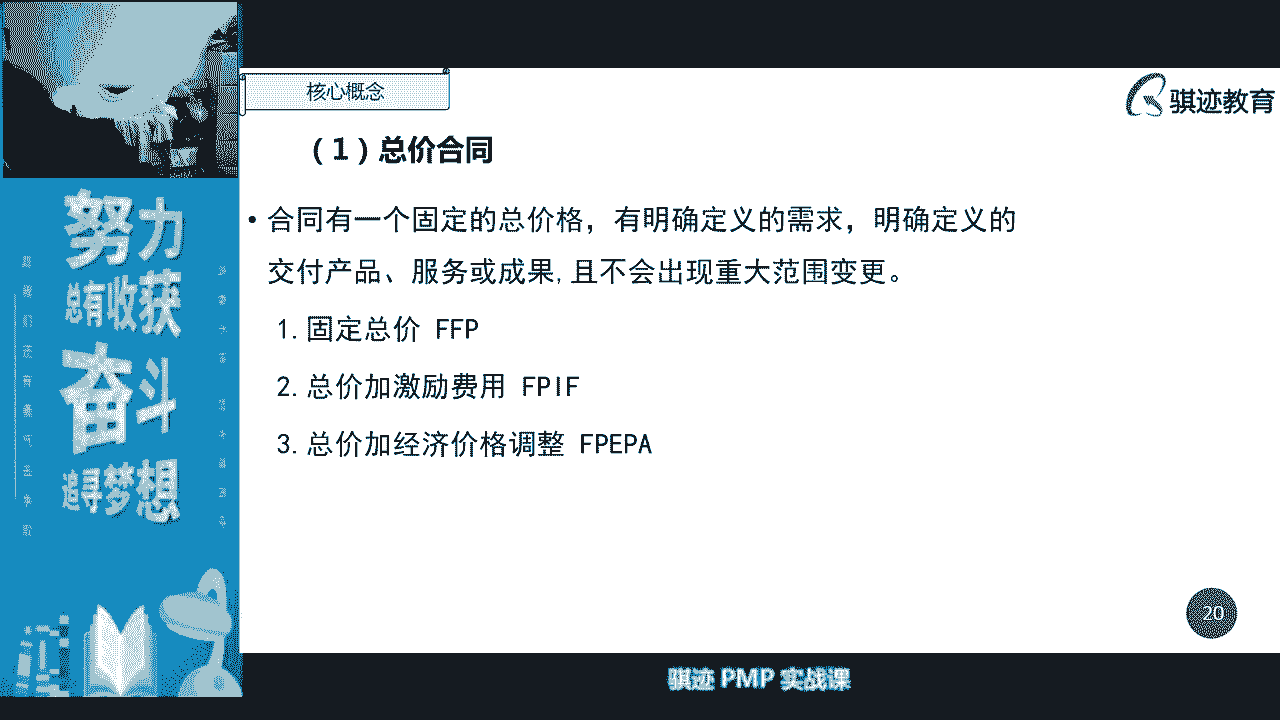 核心概念
骐迹教育
（1）总价合同
• 合同有一个固定的总价格，有明确定义的需求，明确定义的
交付产品、服务或成果,且不会出现重大范围变更。
1.固定总价 FFP
2.总价加激励费用 FPIF
3.总价加经济价格调整 FPEPA
努力
总有收获
奋斗
追寻梦想
20
骐迹 PMP 实战课